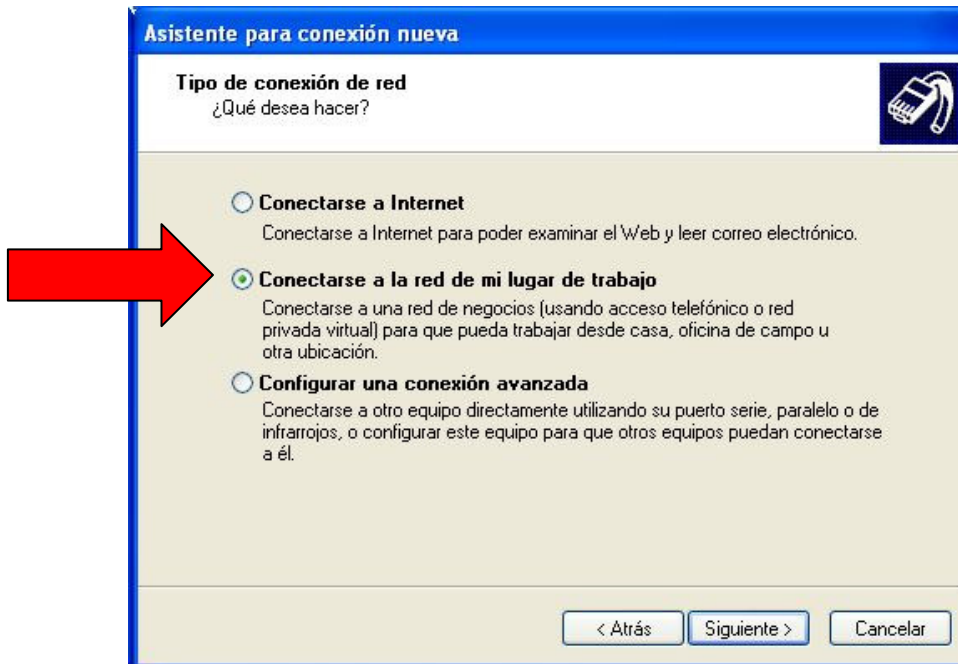 Asistente para conexión nueva
Tipo de conexión de red
¿Qué desea hacer?
Conectarse a Internet
Conectarse a Internet para poder examinar el Web y leer correo electrónico.
Conectarse a la red de mi lugar de trabajo
Conectarse a una red de negocios (usando acceso telefónico o red
privada virtual) para que pueda trabajar desde casa, oficina de campo u
otra ubicación.
Configurar una conexión avanzada
Conectarse a otro equipo directamente utilizando su puerto serie, paralelo o de
infrarrojos, o configurar este equipo para que otros equipos puedan conectarse
a él.
< Atrás
Siguiente >
Cancelar